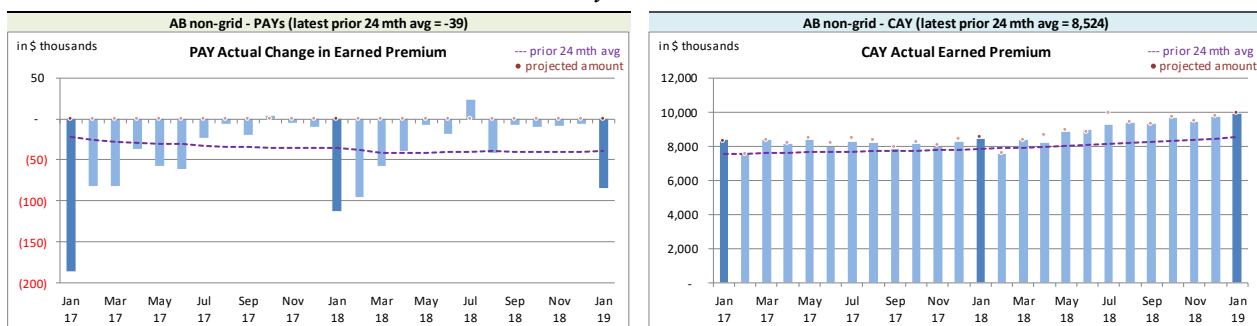 AB non-grid - PAYs (latest prior 24 mth avg = -39)
in $ thousands
PAY Actual Change in Earned Premium
--- prior 24 mth avg
• projected amount
50
-
(50)
(100)
(150)
(200)
Jan Mar May Jul Sep Nov Jan Mar May Jul Sep Nov Jan
17 17 17 17 17 17 18 18 18 18 18 18 19
AB non-grid - CAY (latest prior 24 mth avg = 8,524)
in $ thousands
CAY Actual Earned Premium
--- prior 24 mth avg
• projected amount
12,000
10,000
8,000
6,000
4,000
2,000
-
Jan Mar May Jul Sep Nov Jan Mar May Jul Sep Nov Jan
17 17 17 17 17 17 18 18 18 18 18 18 19